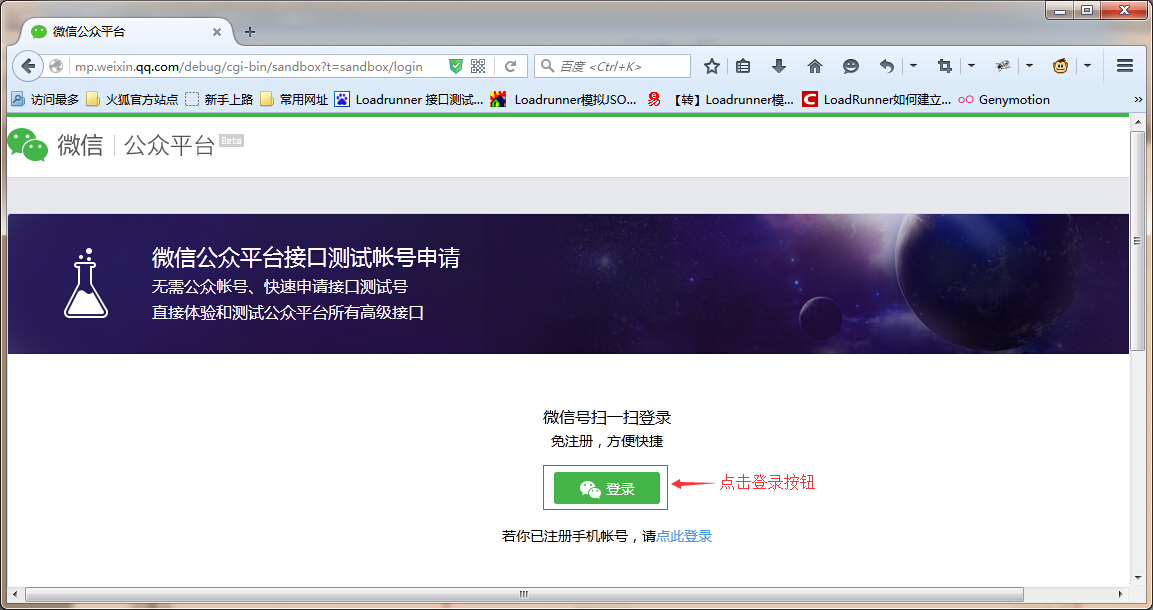 微信公众平台
mp.weixin.qq.com/debug/cgi-bin/sandbox?t=sandbox/login
百度 <Ctrl+K>
访问最多 火狐官方站点 新手上路 常用网址 Loadrunner 接口测试... Loadrunner模拟JSO... 【转】Loadrunner模... LoadRunner如何建立... Genymotion
微信 | 公众平台 Beta
微信公众平台接口测试帐号申请
无需公众帐号、快速申请接口测试号
直接体验和测试公众平台所有高级接口
微信号扫一扫登录
免注册，方便快捷
登录
点击登录按钮
若你已注册手机帐号，请点此登录